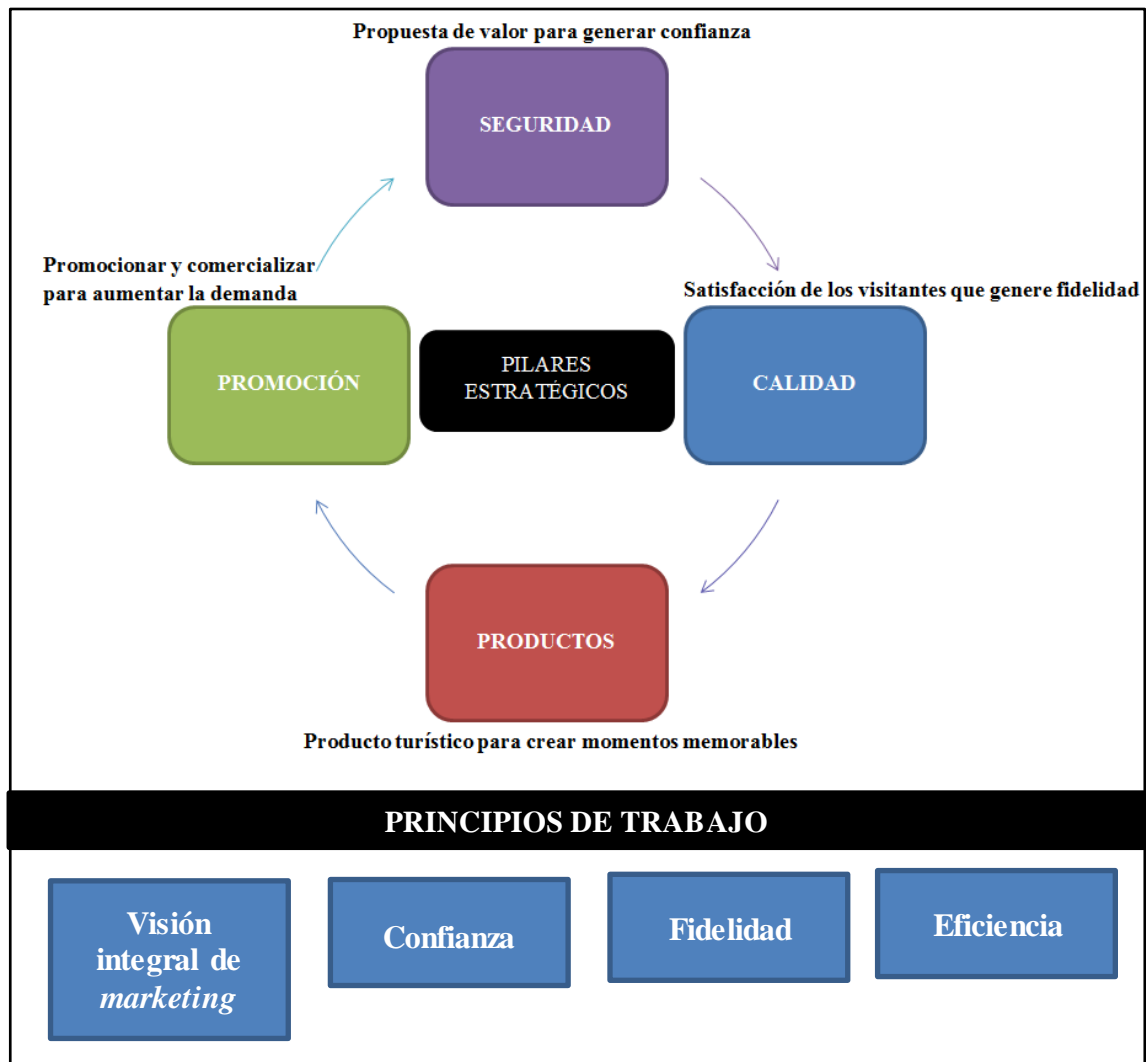 Propuesta de valor para generar confianza
SEGURIDAD
Promocionar y comercializar
para aumentar la demanda
Satisfacción de los visitantes que genere fidelidad
PROMOCIÓN
PILARES
ESTRATÉGICOS
CALIDAD
PRODUCTOS
Producto turístico para crear momentos memorables
PRINCIPIOS DE TRABAJO
Visión
integral de
marketing
Confianza
Fidelidad
Eficiencia